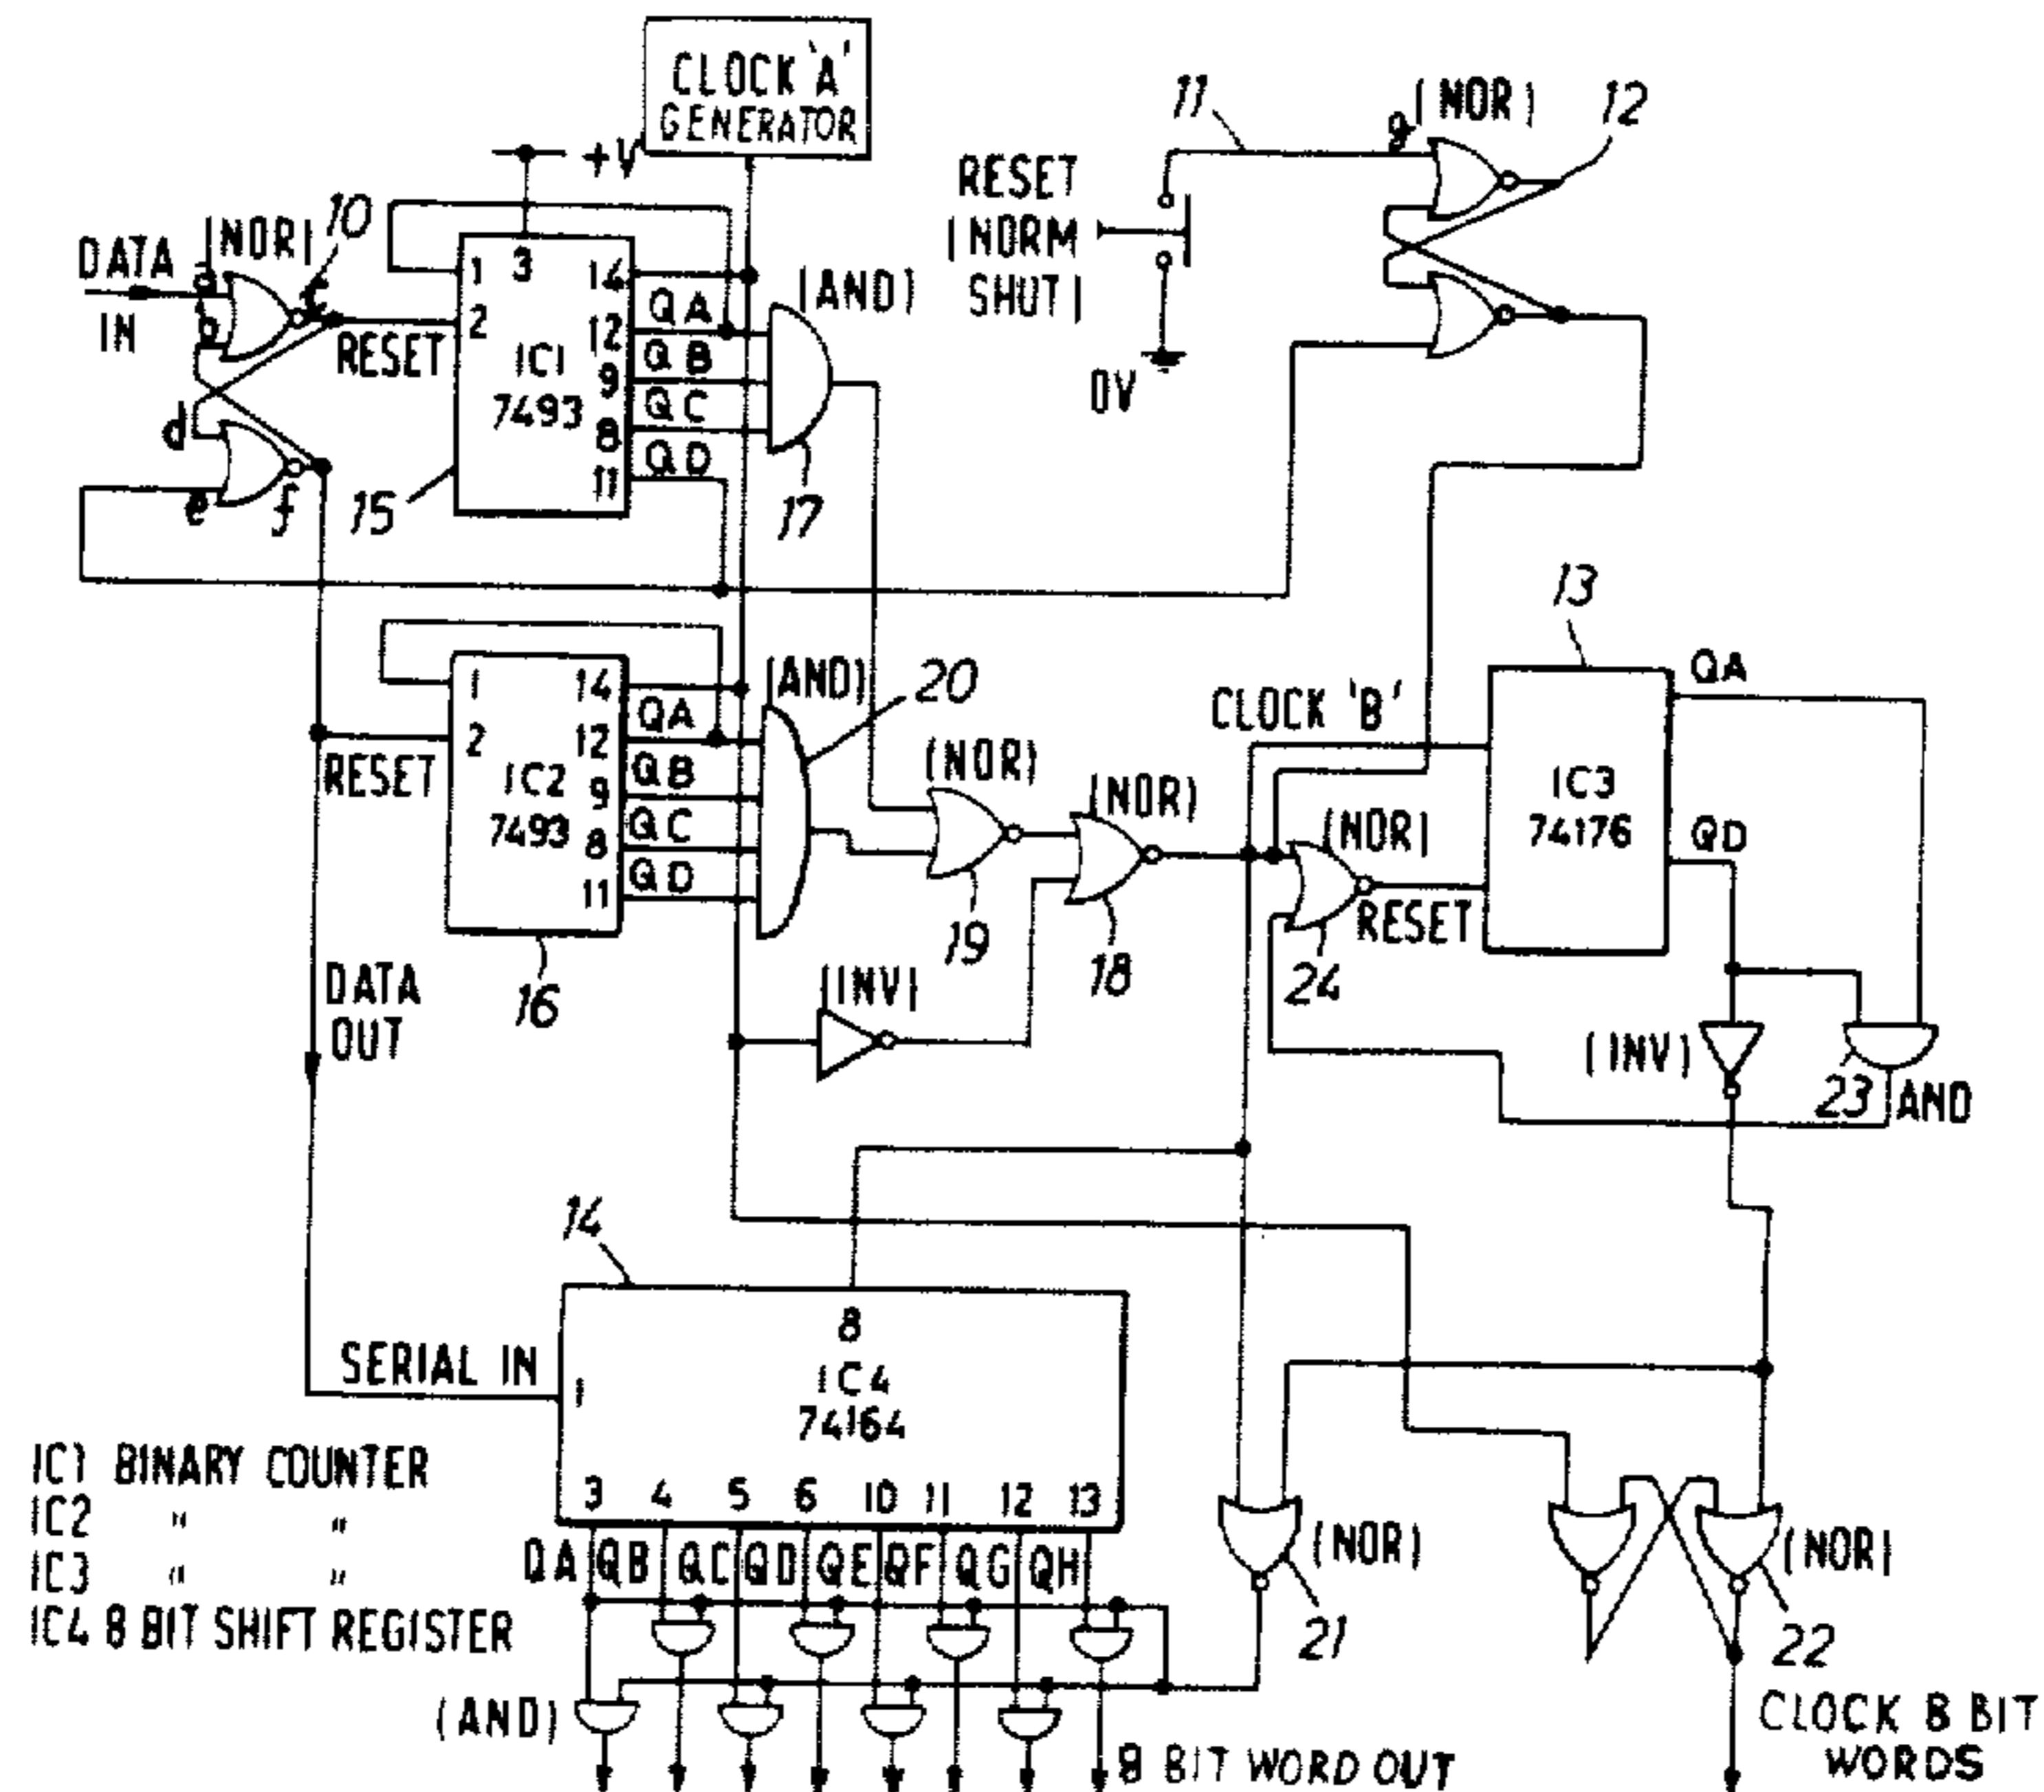 CLOCK 'A'
GENERATOR
+V
11
(NOR)
12
g
RESET
(NORM
SHUT)
0V
DATA
IN
(NOR)
10
a
b
c
d
e
f
RESET
1
2
3
IC1
7493
14
12
9
8
11
QA
QB
QC
QD
15
(AND)
17
13
1
2
RESET
IC2
7493
14
12
9
8
11
QA
QB
QC
QD
16
(AND)
20
(NOR)
19
(NOR)
18
CLOCK 'B'
(NOR)
RESET
24
IC3
74176
QA
QD
(INV)
23
AND
DATA
OUT
(INV)
14
SERIAL IN
1
8
IC4
74164
3 4 5 6 10 11 12 13
QA QB QC QD QE QF QG QH
IC1 BINARY COUNTER
IC2 " "
IC3 " "
IC4 8 BIT SHIFT REGISTER
(NOR)
21
(NOR)
22
(AND)
8 BIT WORD OUT
CLOCK 8 BIT
WORDS